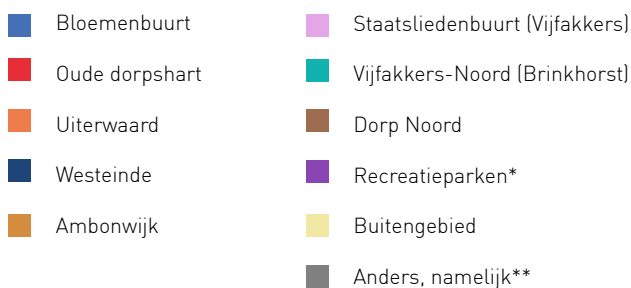 Bloemenbuurt
Oude dorpshart
Uiterwaard
Westeinde
Ambonwijk
Staatsliedenbuurt (Vijfakkers)
Vijfakkers-Noord (Brinkhorst)
Dorp Noord
Recreatieparken*
Buitengebied
Anders, namelijk**